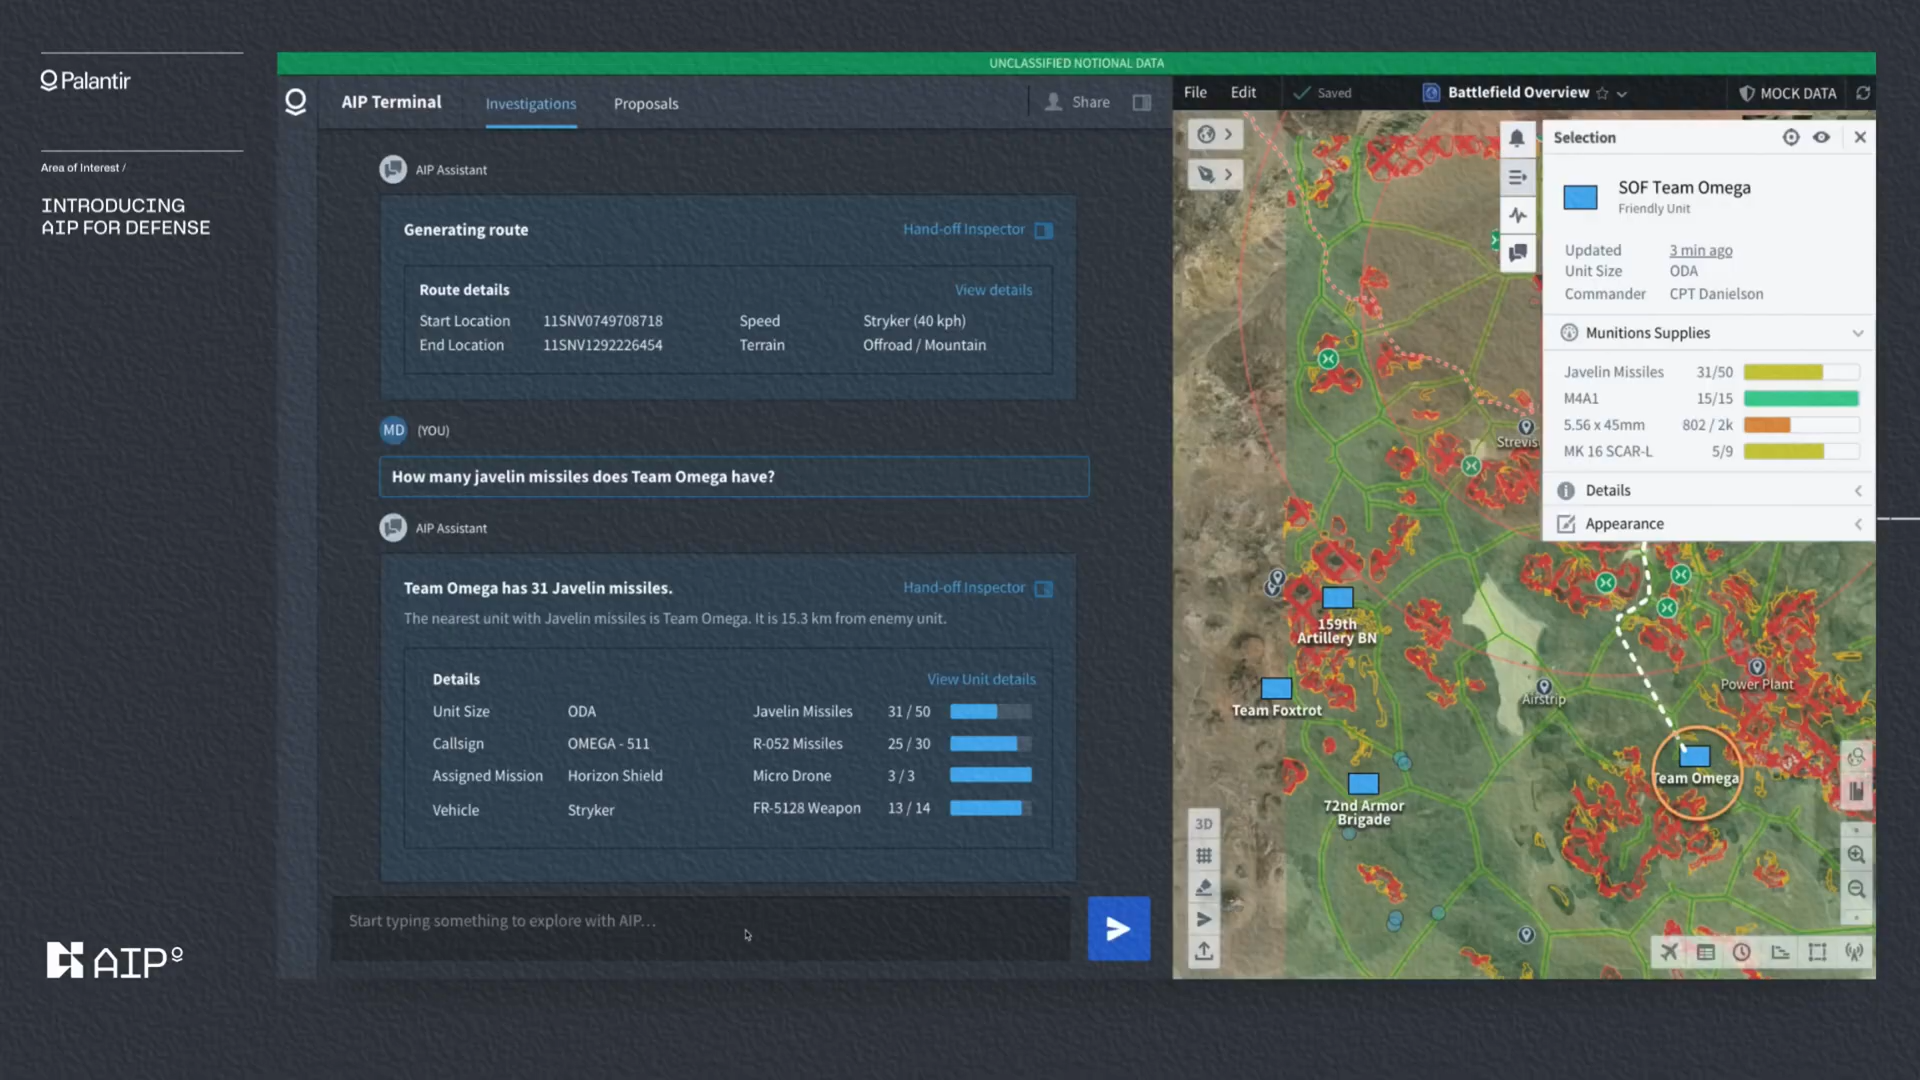 Palantir
Area of Interest /
INTRODUCING
AIP FOR DEFENSE
AIP
UNCLASSIFIED NOTIONAL DATA
AIP Terminal
Investigations
Proposals
Share
AIP Assistant
Generating route
Hand-off Inspector
Route details
View details
Start Location 11SNV0749708718 Speed Stryker (40 kph)
End Location 11SNV1292226454 Terrain Offroad / Mountain
MD (YOU)
How many javelin missiles does Team Omega have?
AIP Assistant
Team Omega has 31 Javelin missiles.
Hand-off Inspector
The nearest unit with Javelin missiles is Team Omega. It is 15.3 km from enemy unit.
Details
View Unit details
Unit Size ODA Javelin Missiles 31 / 50
Callsign OMEGA - 511 R-052 Missiles 25 / 30
Assigned Mission Horizon Shield Micro Drone 3 / 3
Vehicle Stryker FR-5128 Weapon 13 / 14
Start typing something to explore with AIP...
File
Edit
Saved
Battlefield Overview
MOCK DATA
Selection
SOF Team Omega
Friendly Unit
Updated 3 min ago
Unit Size ODA
Commander CPT Danielson
Munitions Supplies
Javelin Missiles 31/50
M4A1 15/15
5.56 x 45mm 802 / 2k
MK 16 SCAR-L 5/9
Details
Appearance
Strevis
159th
Artillery BN
Team Foxtrot
Airstrip
Power Plant
Team Omega
72nd Armor
Brigade
3D